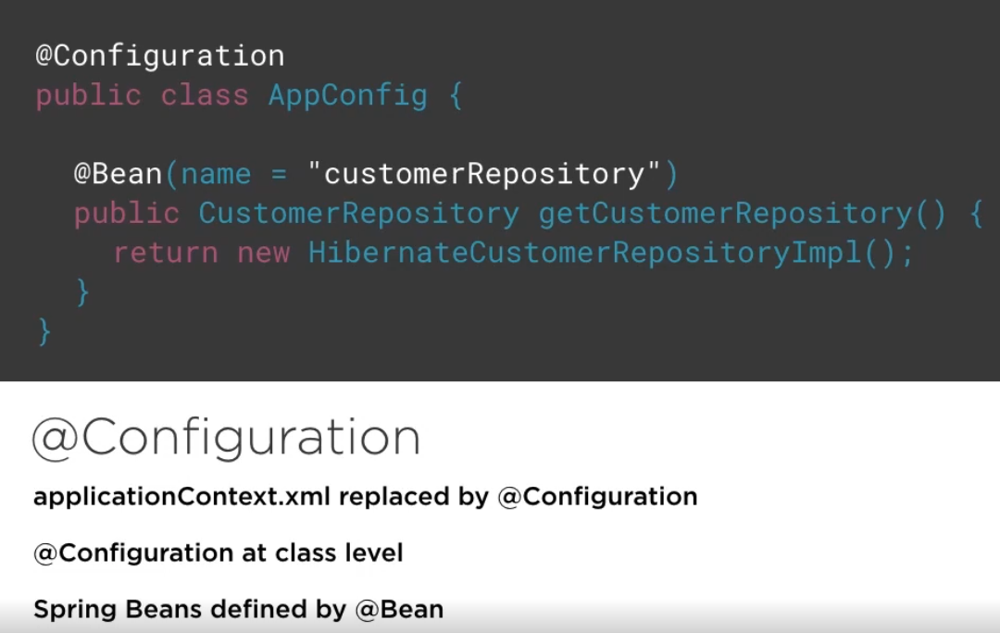 @Configuration
public class AppConfig {
@Bean(name = "customerRepository")
public CustomerRepository getCustomerRepository() {
return new HibernateCustomerRepositoryImpl();
}
}
@Configuration
applicationContext.xml replaced by @Configuration
@Configuration at class level
Spring Beans defined by @Bean